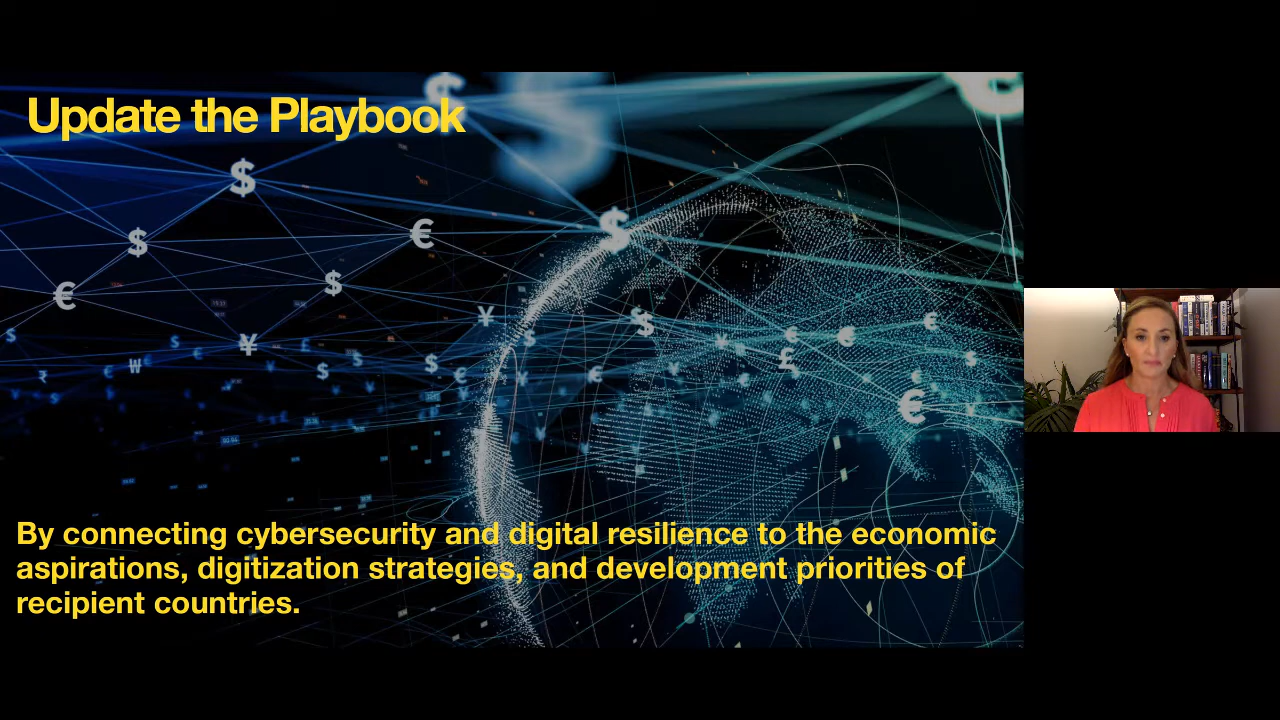 Update the Playbook
By connecting cybersecurity and digital resilience to the economic
aspirations, digitization strategies, and development priorities of
recipient countries.